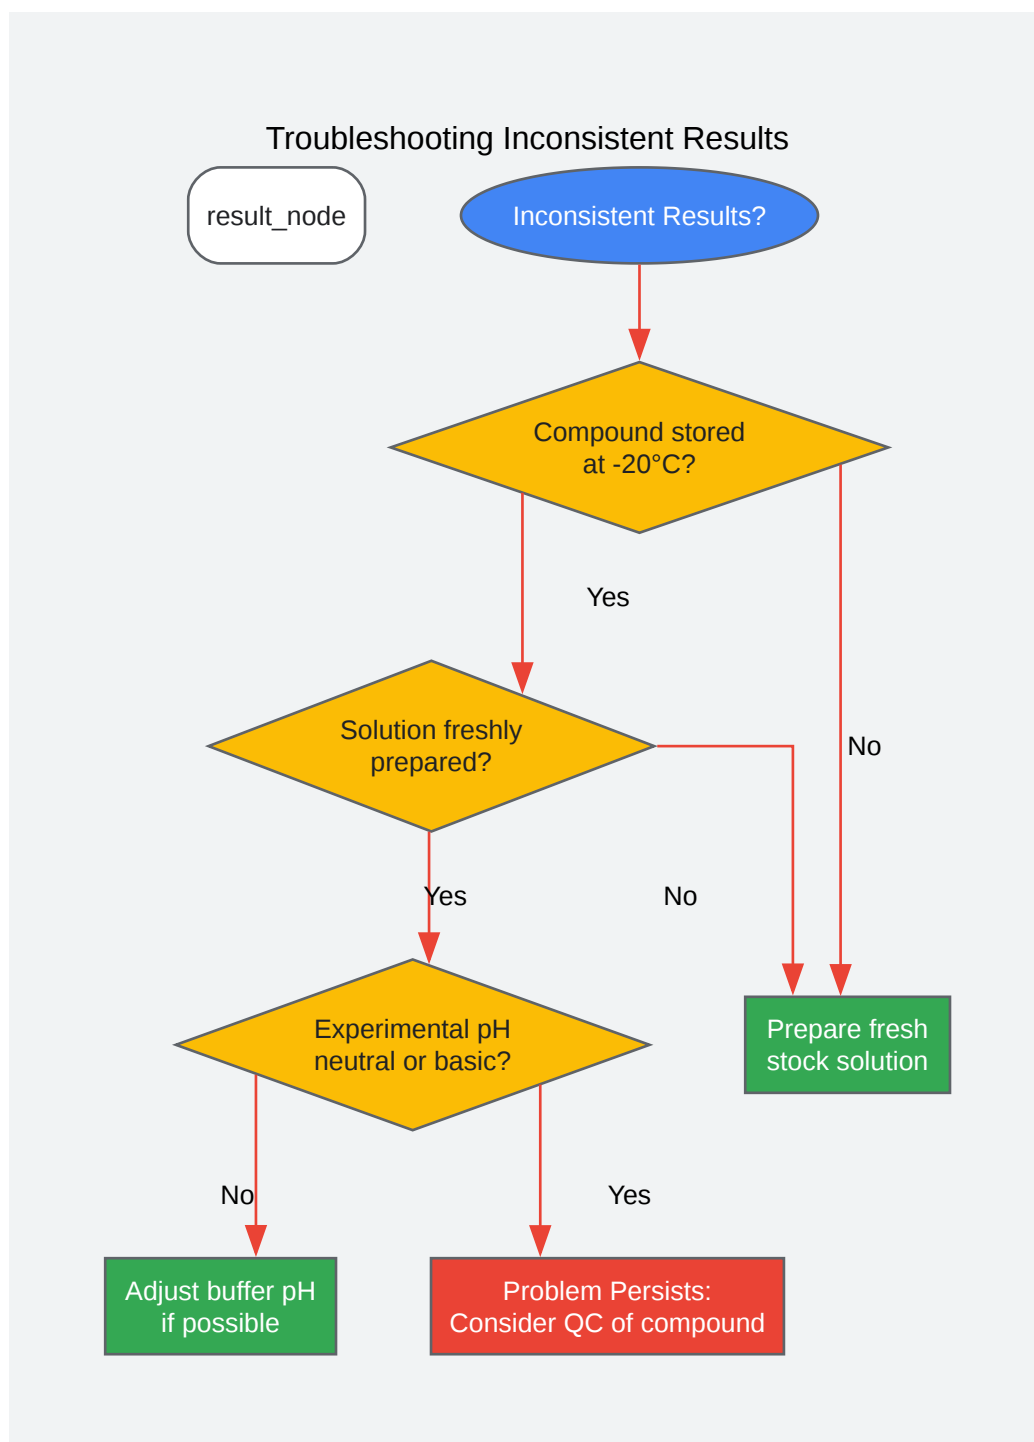 Troubleshooting Inconsistent Results
result_node
Inconsistent Results?
Compound stored
at -20°C?
Yes
Solution freshly
prepared?
No
Yes
No
Experimental pH
neutral or basic?
Prepare fresh
stock solution
No
Yes
Adjust buffer pH
if possible
Problem Persists:
Consider QC of compound